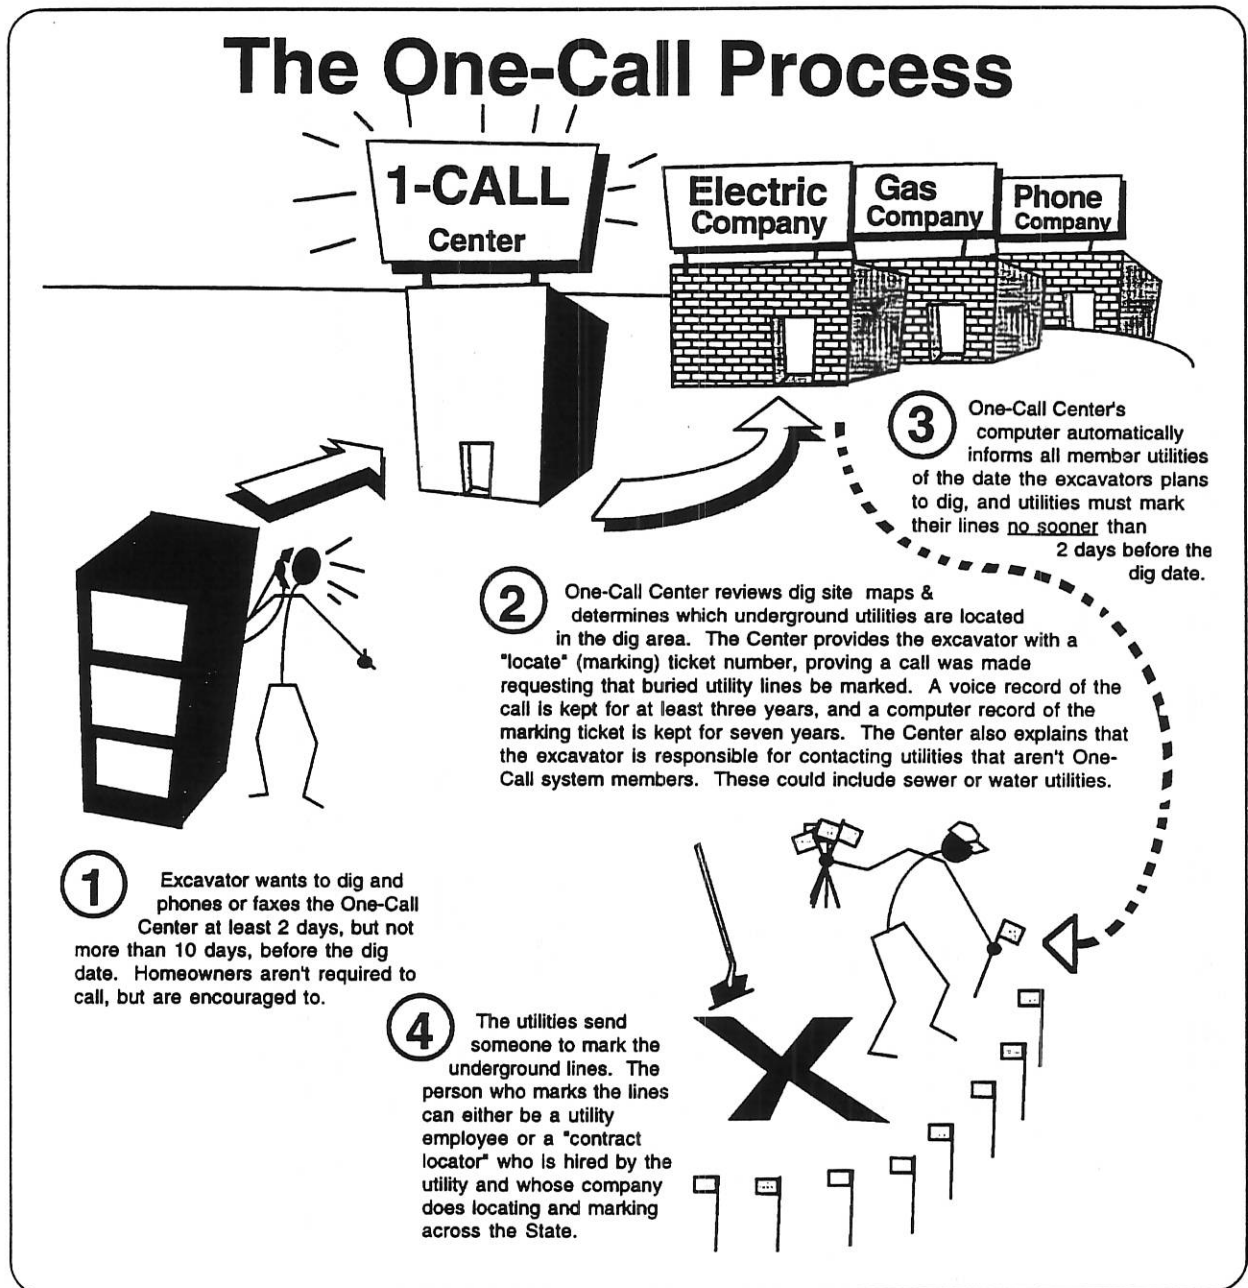 The One-Call Process
1-CALL
Center
Electric
Company
Gas
Company
Phone
Company
3
One-Call Center's
computer automatically
informs all member utilities
of the date the excavators plans
to dig, and utilities must mark
their lines no sooner than
2 days before the
dig date.
2
One-Call Center reviews dig site maps &
determines which underground utilities are located
in the dig area. The Center provides the excavator with a
"locate" (marking) ticket number, proving a call was made
requesting that buried utility lines be marked. A voice record of the
call is kept for at least three years, and a computer record of the
marking ticket is kept for seven years. The Center also explains that
the excavator is responsible for contacting utilities that aren't One-
Call system members. These could include sewer or water utilities.
1
Excavator wants to dig and
phones or faxes the One-Call
Center at least 2 days, but not
more than 10 days, before the dig
date. Homeowners aren't required to
call, but are encouraged to.
4
The utilities send
someone to mark the
underground lines. The
person who marks the lines
can either be a utility
employee or a "contract
locator" who is hired by the
utility and whose company
does locating and marking
across the State.